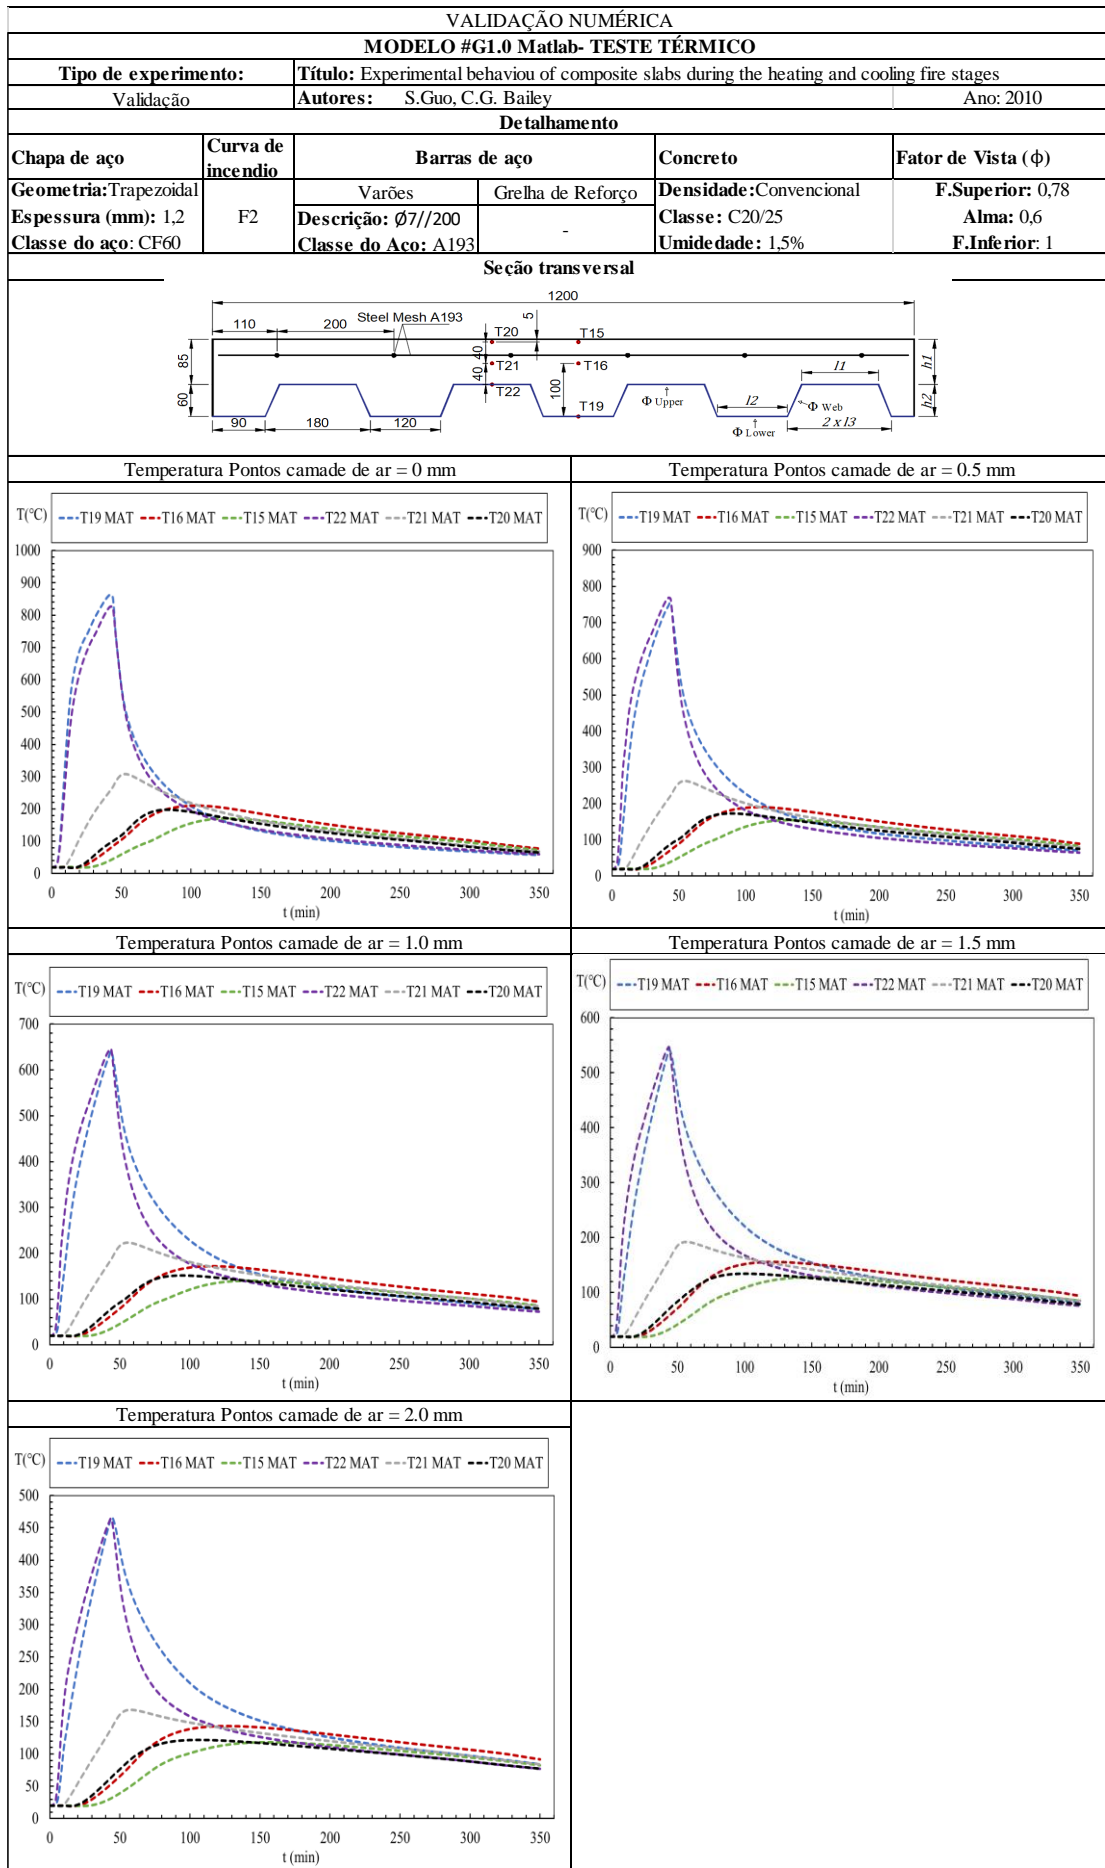 VALIDAÇÃO NUMÉRICA
MODELO #G1.0 Matlab- TESTE TÉRMICO
Tipo de experimento: Título: Experimental behaviou of composite slabs during the heating and cooling fire stages
Validação Autores: S.Guo, C.G. Bailey Ano: 2010
Detalhamento
Chapa de aço Curva de incendio Barras de aço Concreto Fator de Vista (ϕ)
Geometria:Trapezoidal Varões Grelha de Reforço Densidade:Convencional F.Superior: 0,78
Espessura (mm): 1,2 F2 Descrição: Ø7//200 - Classe: C20/25 Alma: 0,6
Classe do aço: CF60 Classe do Aço: A193 Umidedade: 1,5% F.Inferior: 1
Seção transversal
1200
110 200 Steel Mesh A193 5
T20 T15
85 40 h1
T21 T16
40 100 l1
T22
60 Φ Upper l2 Φ Web h2
T19
90 180 120 Φ Lower 2 x l3
Temperatura Pontos camade de ar = 0 mm
T(°C) T19 MAT T16 MAT T15 MAT T22 MAT T21 MAT T20 MAT
1000
900
800
700
600
500
400
300
200
100
0
0 50 100 150 200 250 300 350
t (min)
Temperatura Pontos camade de ar = 0.5 mm
T(°C) T19 MAT T16 MAT T15 MAT T22 MAT T21 MAT T20 MAT
900
800
700
600
500
400
300
200
100
0
0 50 100 150 200 250 300 350
t (min)
Temperatura Pontos camade de ar = 1.0 mm
T(°C) T19 MAT T16 MAT T15 MAT T22 MAT T21 MAT T20 MAT
700
600
500
400
300
200
100
0
0 50 100 150 200 250 300 350
t (min)
Temperatura Pontos camade de ar = 1.5 mm
T(°C) T19 MAT T16 MAT T15 MAT T22 MAT T21 MAT T20 MAT
600
500
400
300
200
100
0
0 50 100 150 200 250 300 350
t (min)
Temperatura Pontos camade de ar = 2.0 mm
T(°C) T19 MAT T16 MAT T15 MAT T22 MAT T21 MAT T20 MAT
500
450
400
350
300
250
200
150
100
50
0
0 50 100 150 200 250 300 350
t (min)